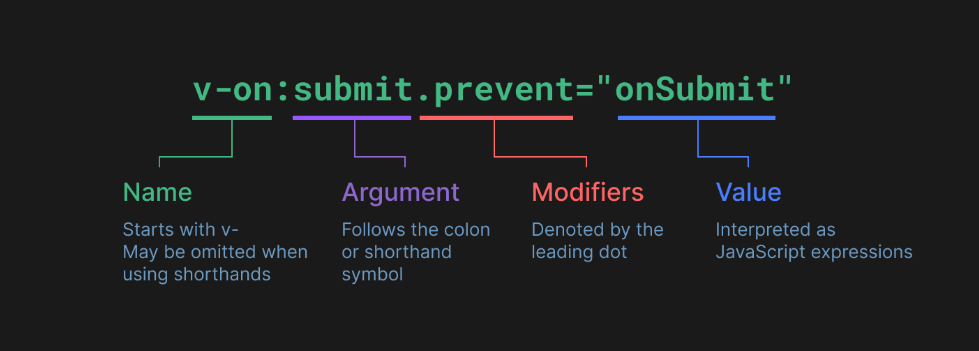 v-on:submit.prevent="onSubmit"
Name
Starts with v-
May be omitted when
using shorthands
Argument
Follows the colon
or shorthand
symbol
Modifiers
Denoted by the
leading dot
Value
Interpreted as
JavaScript expressions